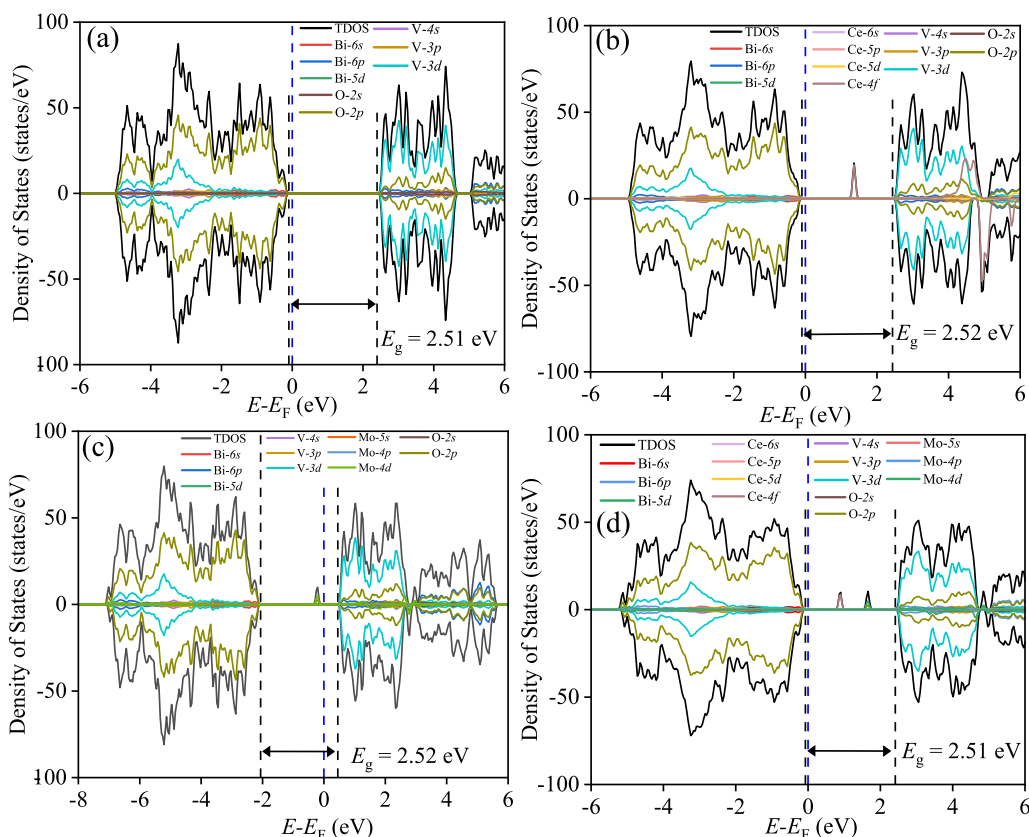 (a)
TDOS
Bi-6s
Bi-6p
Bi-5d
O-2s
O-2p
V-4s
V-3p
V-3d
100
50
0
-50
-100
Density of States (states/eV)
Eg = 2.51 eV
-6 -4 -2 0 2 4 6
E-EF (eV)
(b)
TDOS
Bi-6s
Bi-6p
Bi-5d
Ce-6s
Ce-5p
Ce-5d
Ce-4f
V-4s
V-3p
V-3d
O-2s
O-2p
100
50
0
-50
-100
Density of States (states/eV)
Eg = 2.52 eV
-6 -4 -2 0 2 4 6
E-EF (eV)
(c)
TDOS
Bi-6s
Bi-6p
Bi-5d
V-4s
V-3p
V-3d
Mo-5s
Mo-4p
Mo-4d
O-2s
O-2p
100
50
0
-50
-100
Density of States (states/eV)
Eg = 2.52 eV
-8 -6 -4 -2 0 2 4 6
E-EF (eV)
(d)
TDOS
Bi-6s
Bi-6p
Bi-5d
Ce-6s
Ce-5p
Ce-5d
Ce-4f
V-4s
V-3p
V-3d
O-2s
O-2p
Mo-5s
Mo-4p
Mo-4d
100
50
0
-50
-100
Density of States (states/eV)
Eg = 2.51 eV
-6 -4 -2 0 2 4 6
E-EF (eV)